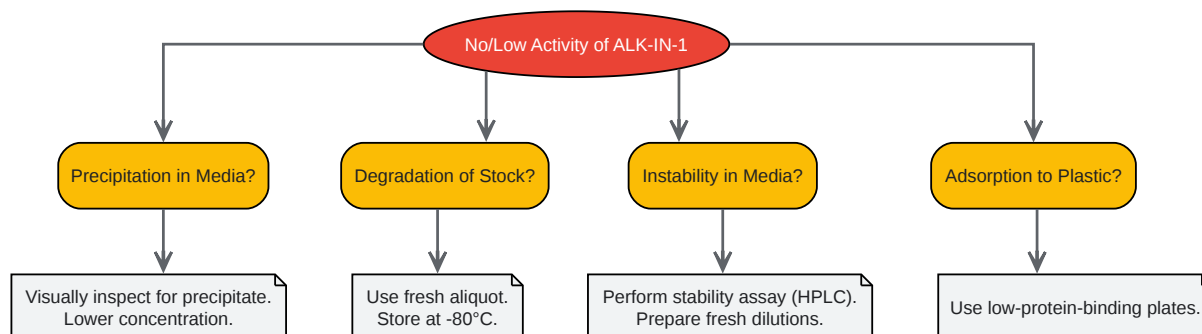 No/Low Activity of ALK-IN-1
Precipitation in Media?
Degradation of Stock?
Instability in Media?
Adsorption to Plastic?
Visually inspect for precipitate.
Lower concentration.
Use fresh aliquot.
Store at -80°C.
Perform stability assay (HPLC).
Prepare fresh dilutions.
Use low-protein-binding plates.